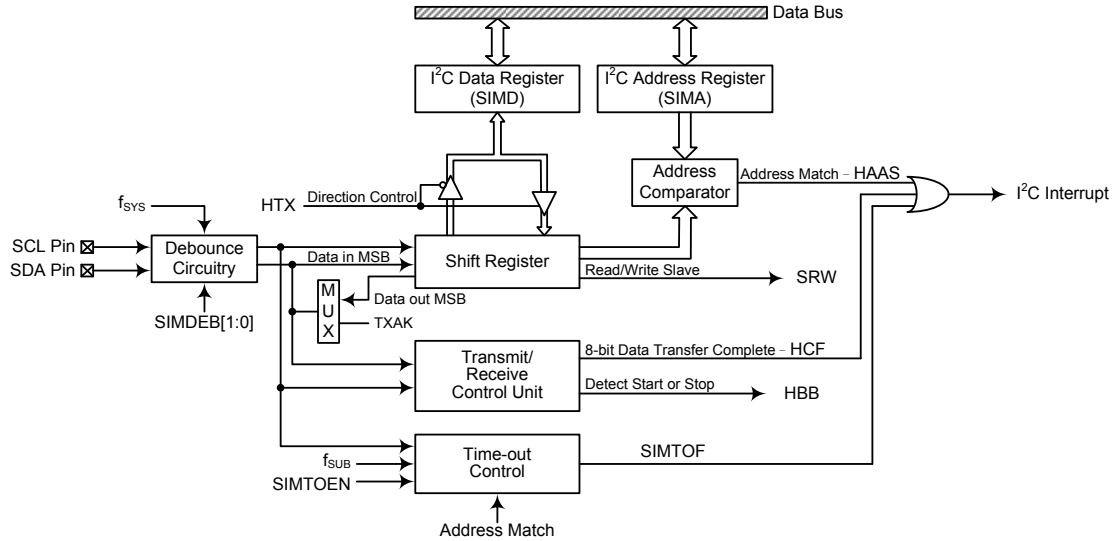 Data Bus
I²C Data Register
(SIMD)
I²C Address Register
(SIMA)
Address
Comparator
Address Match – HAAS
I²C Interrupt
HTX
Direction Control
fSYS
SCL Pin
SDA Pin
Debounce
Circuitry
SIMDEB[1:0]
Data in MSB
Shift Register
Read/Write Slave
SRW
M
U
X
Data out MSB
TXAK
Transmit/
Receive
Control Unit
8-bit Data Transfer Complete – HCF
Detect Start or Stop
HBB
Time-out
Control
fSUB
SIMTOEN
SIMTOF
Address Match